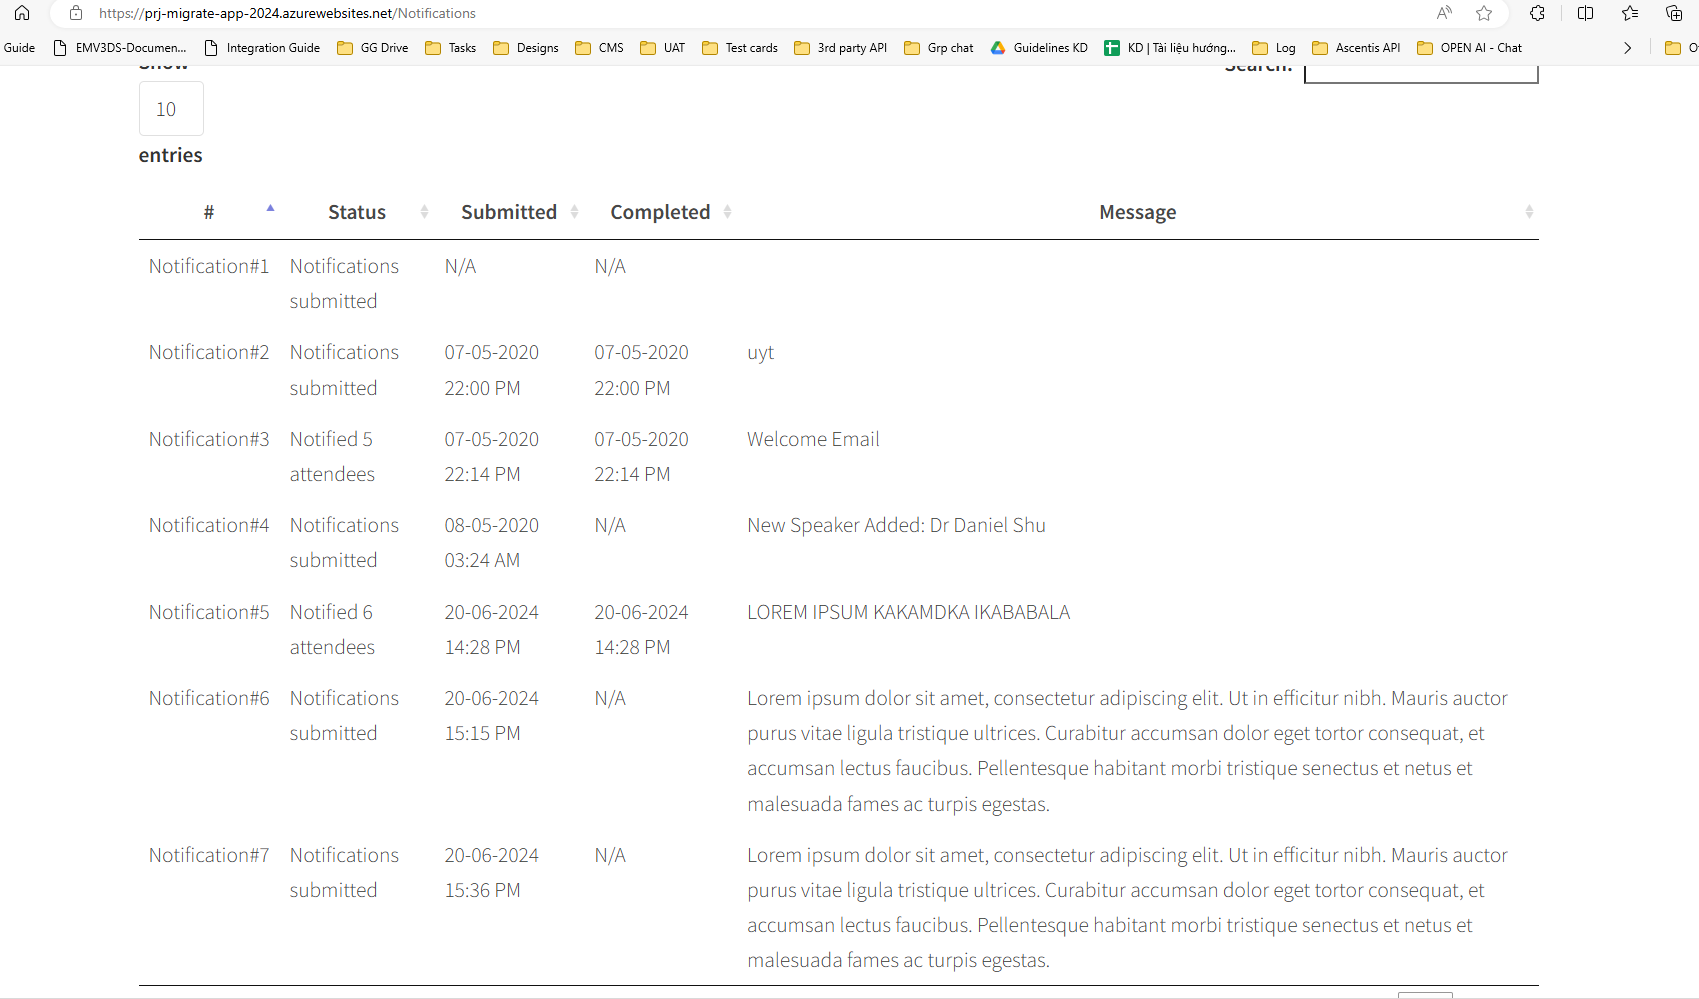 https://prj-migrate-app-2024.azurewebsites.net/Notifications
Guide EMV3DS-Documen... Integration Guide GG Drive Tasks Designs CMS UAT Test cards 3rd party API Grp chat Guidelines KD KD | Tài liệu hướng... Log Ascentis API OPEN AI - Chat
Show Search:
10
entries
# Status Submitted Completed Message
Notification#1 Notifications N/A N/A
submitted
Notification#2 Notifications 07-05-2020 07-05-2020 uyt
submitted 22:00 PM 22:00 PM
Notification#3 Notified 5 07-05-2020 07-05-2020 Welcome Email
attendees 22:14 PM 22:14 PM
Notification#4 Notifications 08-05-2020 N/A New Speaker Added: Dr Daniel Shu
submitted 03:24 AM
Notification#5 Notified 6 20-06-2024 20-06-2024 LOREM IPSUM KAKAMDKA IKABABALA
attendees 14:28 PM 14:28 PM
Notification#6 Notifications 20-06-2024 N/A Lorem ipsum dolor sit amet, consectetur adipiscing elit. Ut in efficitur nibh. Mauris auctor
submitted 15:15 PM purus vitae ligula tristique ultrices. Curabitur accumsan dolor eget tortor consequat, et
accumsan lectus faucibus. Pellentesque habitant morbi tristique senectus et netus et
malesuada fames ac turpis egestas.
Notification#7 Notifications 20-06-2024 N/A Lorem ipsum dolor sit amet, consectetur adipiscing elit. Ut in efficitur nibh. Mauris auctor
submitted 15:36 PM purus vitae ligula tristique ultrices. Curabitur accumsan dolor eget tortor consequat, et
accumsan lectus faucibus. Pellentesque habitant morbi tristique senectus et netus et
malesuada fames ac turpis egestas.